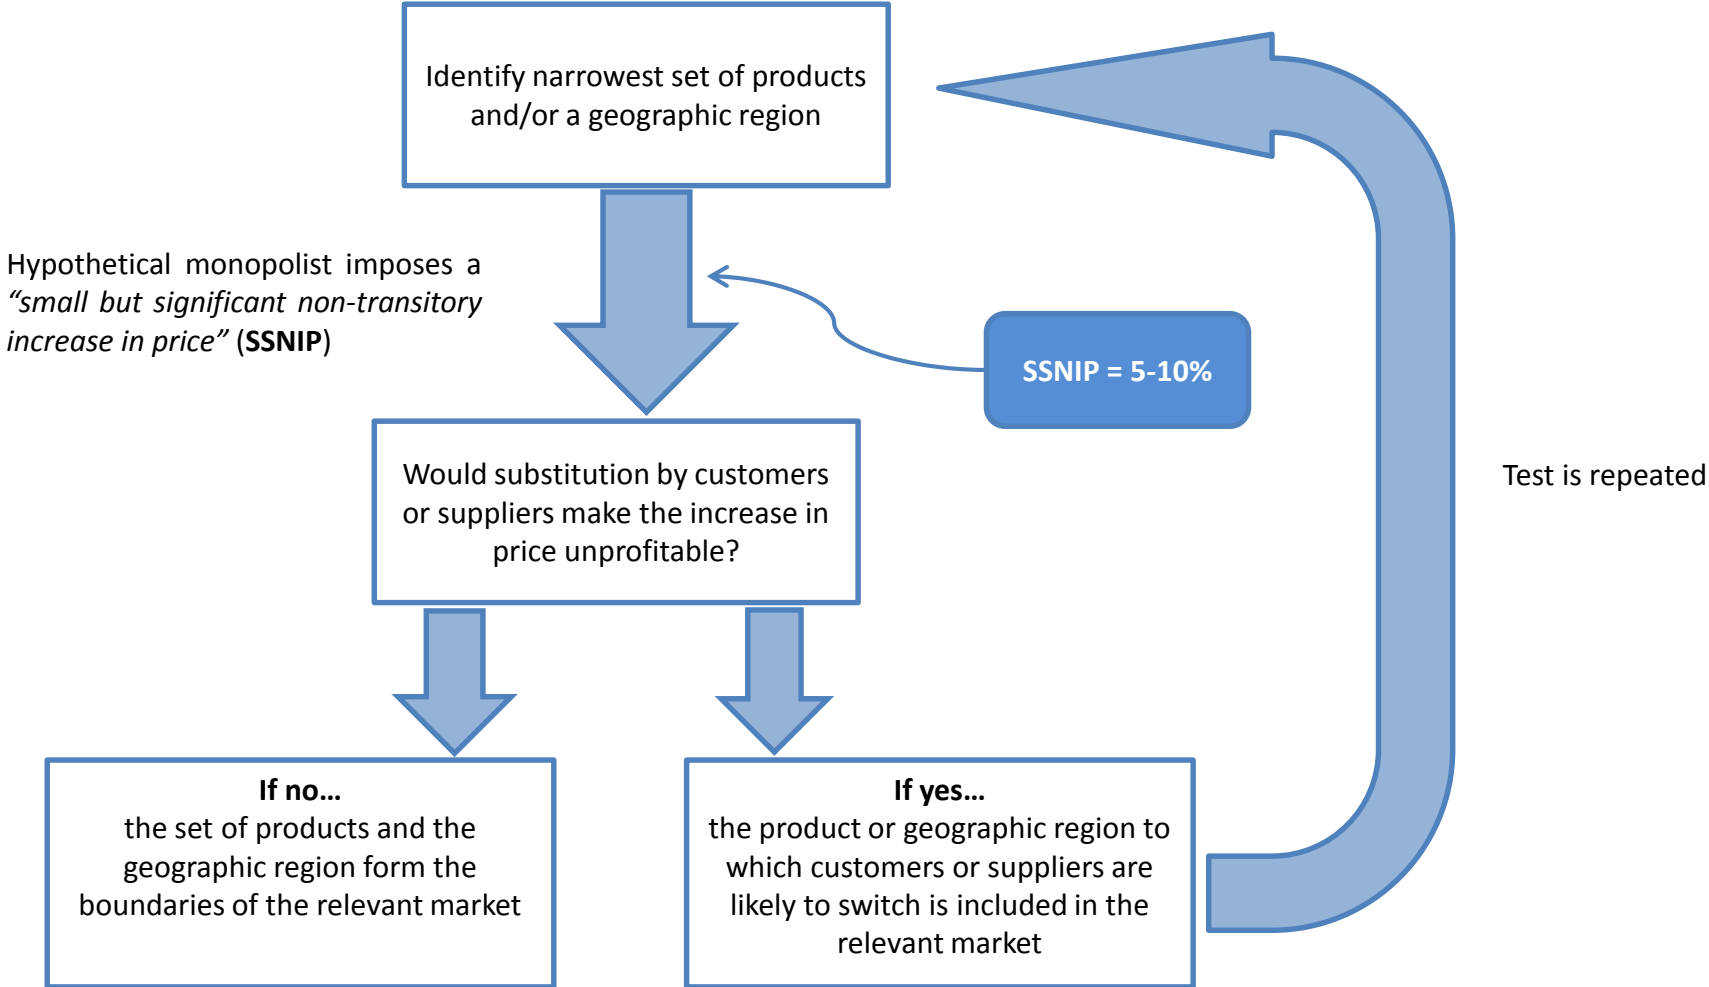 Identify narrowest set of products
and/or a geographic region
Hypothetical monopolist imposes a
“small but significant non-transitory
increase in price” (SSNIP)
SSNIP = 5-10%
Would substitution by customers
or suppliers make the increase in
price unprofitable?
Test is repeated
If no…
the set of products and the
geographic region form the
boundaries of the relevant market
If yes…
the product or geographic region to
which customers or suppliers are
likely to switch is included in the
relevant market